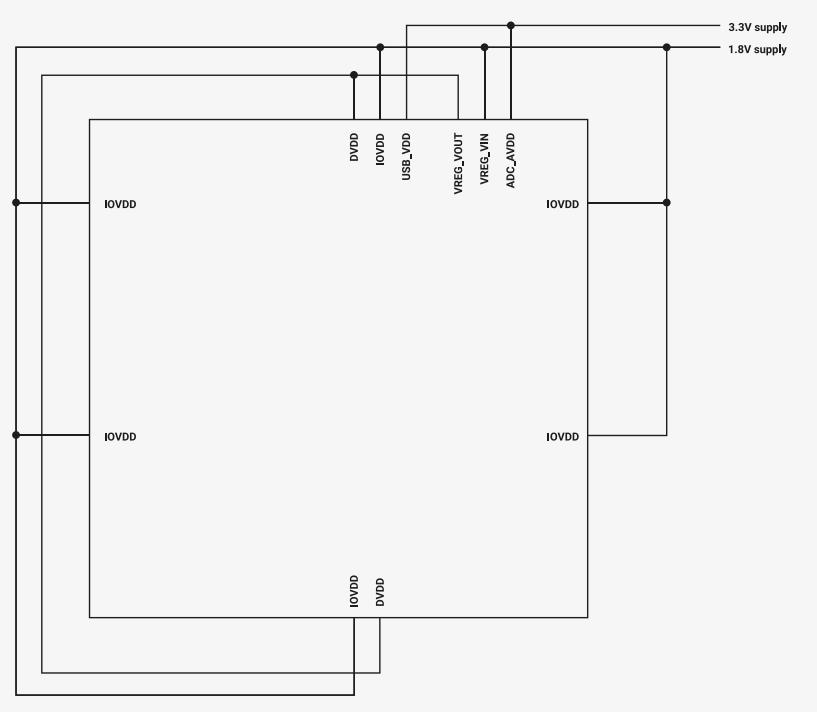 3.3V supply
1.8V supply
DVDD
IOVDD
USB_VDD
VREG_VOUT
VREG_VIN
ADC_AVDD
IOVDD
IOVDD
IOVDD
IOVDD
IOVDD
DVDD